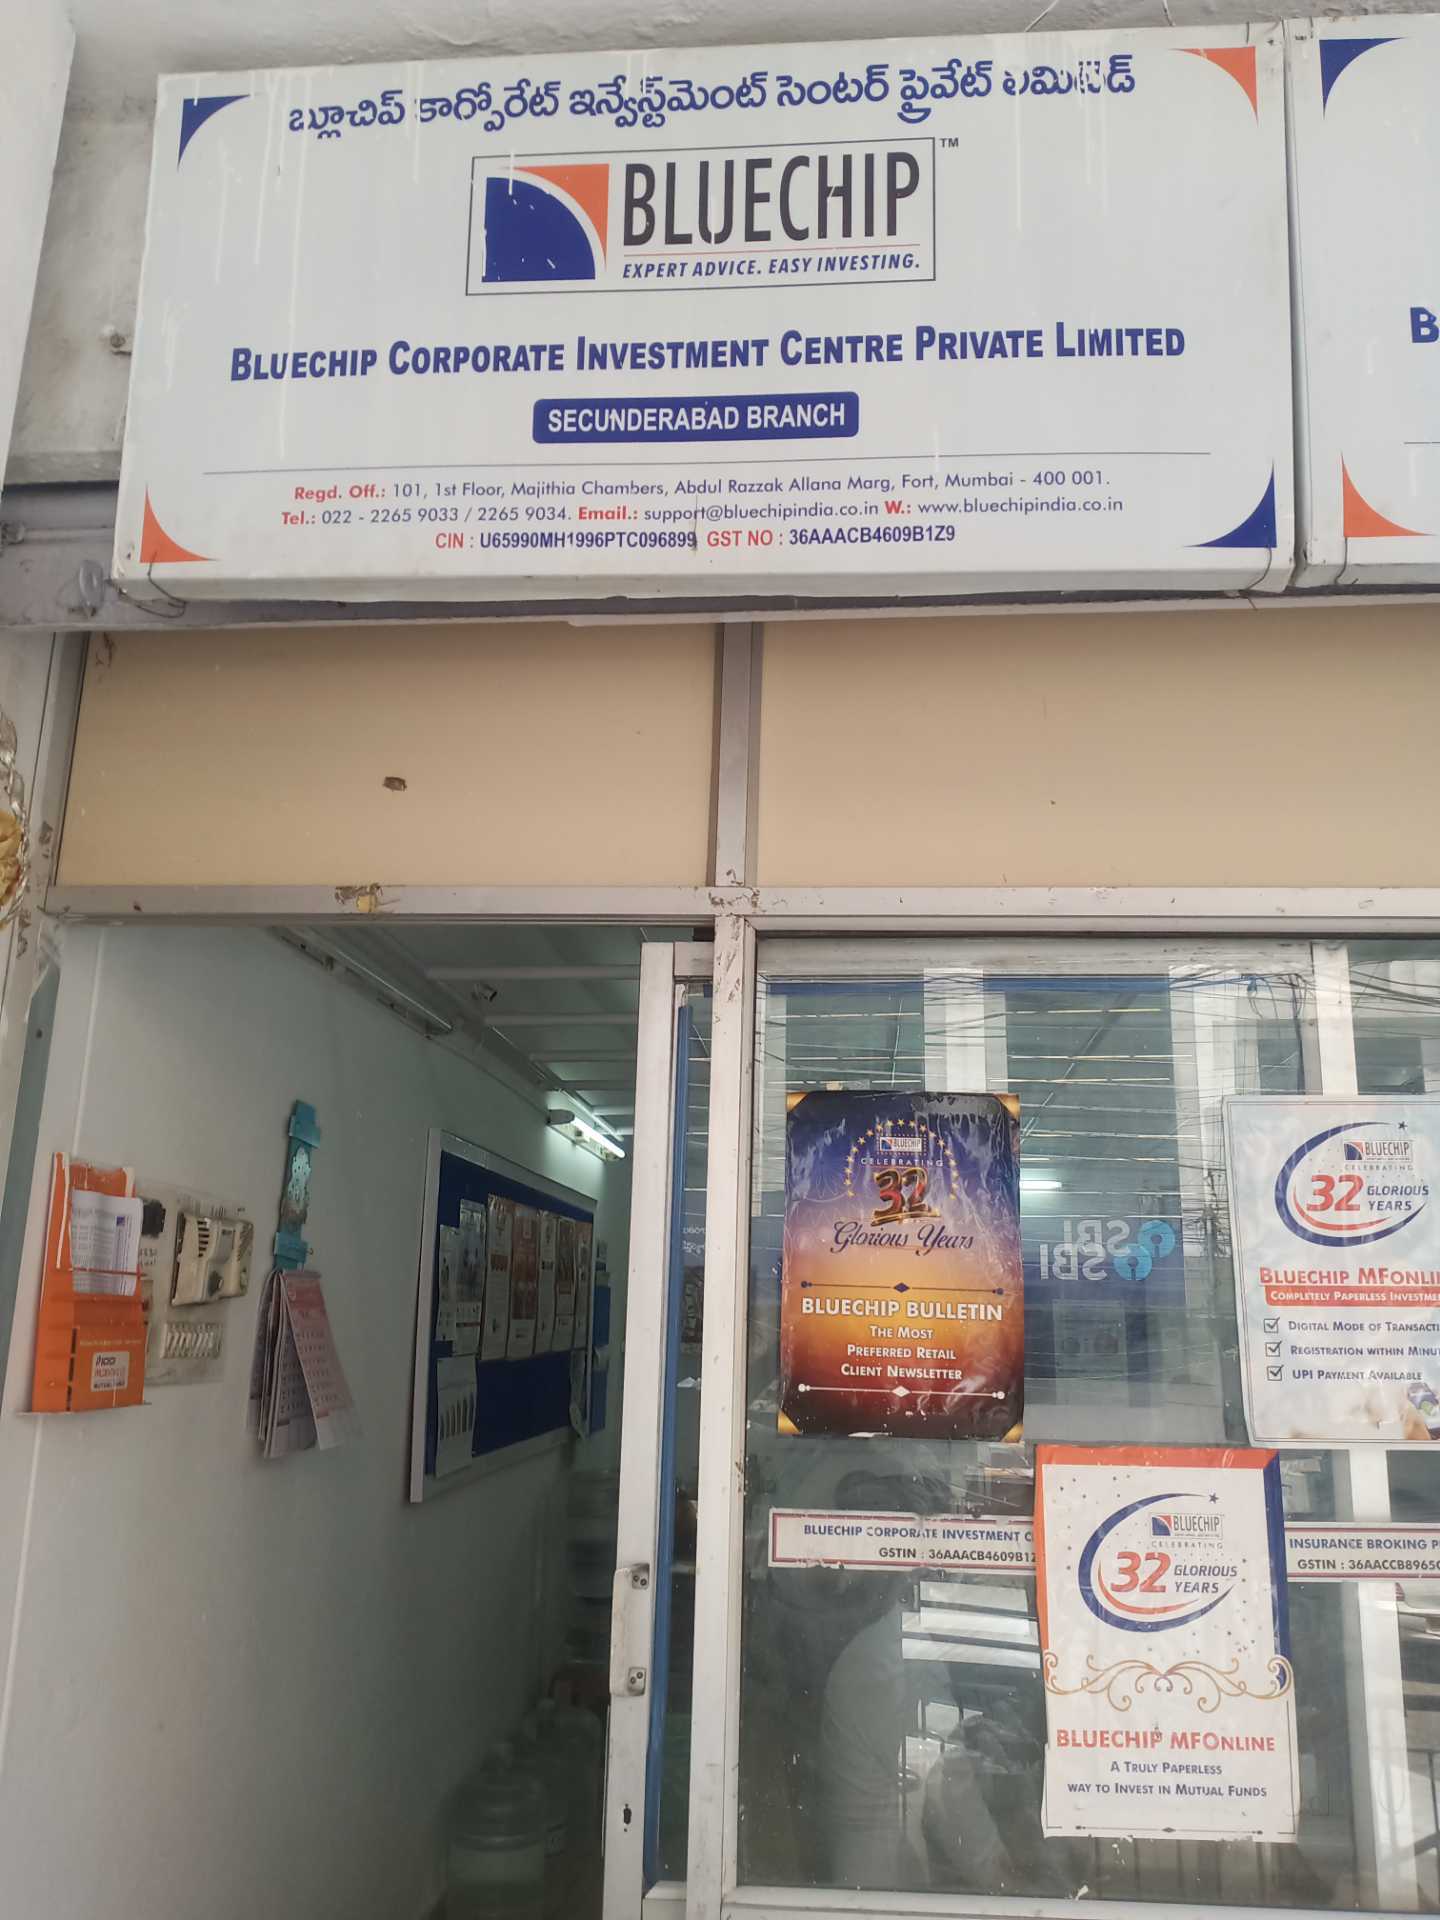 బ్లూచిప్ కార్పోరేట్ ఇన్వేస్ట్‌మెంట్ సెంటర్ ప్రైవేట్ లిమిటెడ్
BLUECHIP™
EXPERT ADVICE. EASY INVESTING.
BLUECHIP CORPORATE INVESTMENT CENTRE PRIVATE LIMITED
SECUNDERABAD BRANCH
Regd. Off.: 101, 1st Floor, Majithia Chambers, Abdul Razzak Allana Marg, Fort, Mumbai - 400 001.
Tel.: 022 - 2265 9033 / 2265 9034. Email.: support@bluechipindia.co.in W.: www.bluechipindia.co.in
CIN : U65990MH1996PTC096899 GST NO : 36AAACB4609B1Z9
B
BLUECHIP
CELEBRATING
32
Glorious Years
BLUECHIP BULLETIN
THE MOST
PREFERRED RETAIL
CLIENT NEWSLETTER
SBI
SBI
BLUECHIP
CELEBRATING
32 GLORIOUS
YEARS
BLUECHIP MFONLI
COMPLETELY PAPERLESS INVESTME
DIGITAL MODE OF TRANSACTI
REGISTRATION WITHIN MINU
UPI PAYMENT AVAILABLE
BLUECHIP CORPORATE INVESTMENT C
GSTIN : 36AAACB4609B1Z
INSURANCE BROKING P
GSTIN : 36AACCB8965
BLUECHIP
CELEBRATING
32 GLORIOUS
YEARS
BLUECHIP MFONLINE
A TRULY PAPERLESS
WAY TO INVEST IN MUTUAL FUNDS